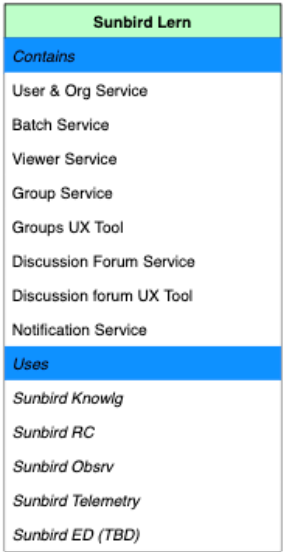 Sunbird Lern
Contains
User & Org Service
Batch Service
Viewer Service
Group Service
Groups UX Tool
Discussion Forum Service
Discussion forum UX Tool
Notification Service
Uses
Sunbird Knowlg
Sunbird RC
Sunbird Obsrv
Sunbird Telemetry
Sunbird ED (TBD)